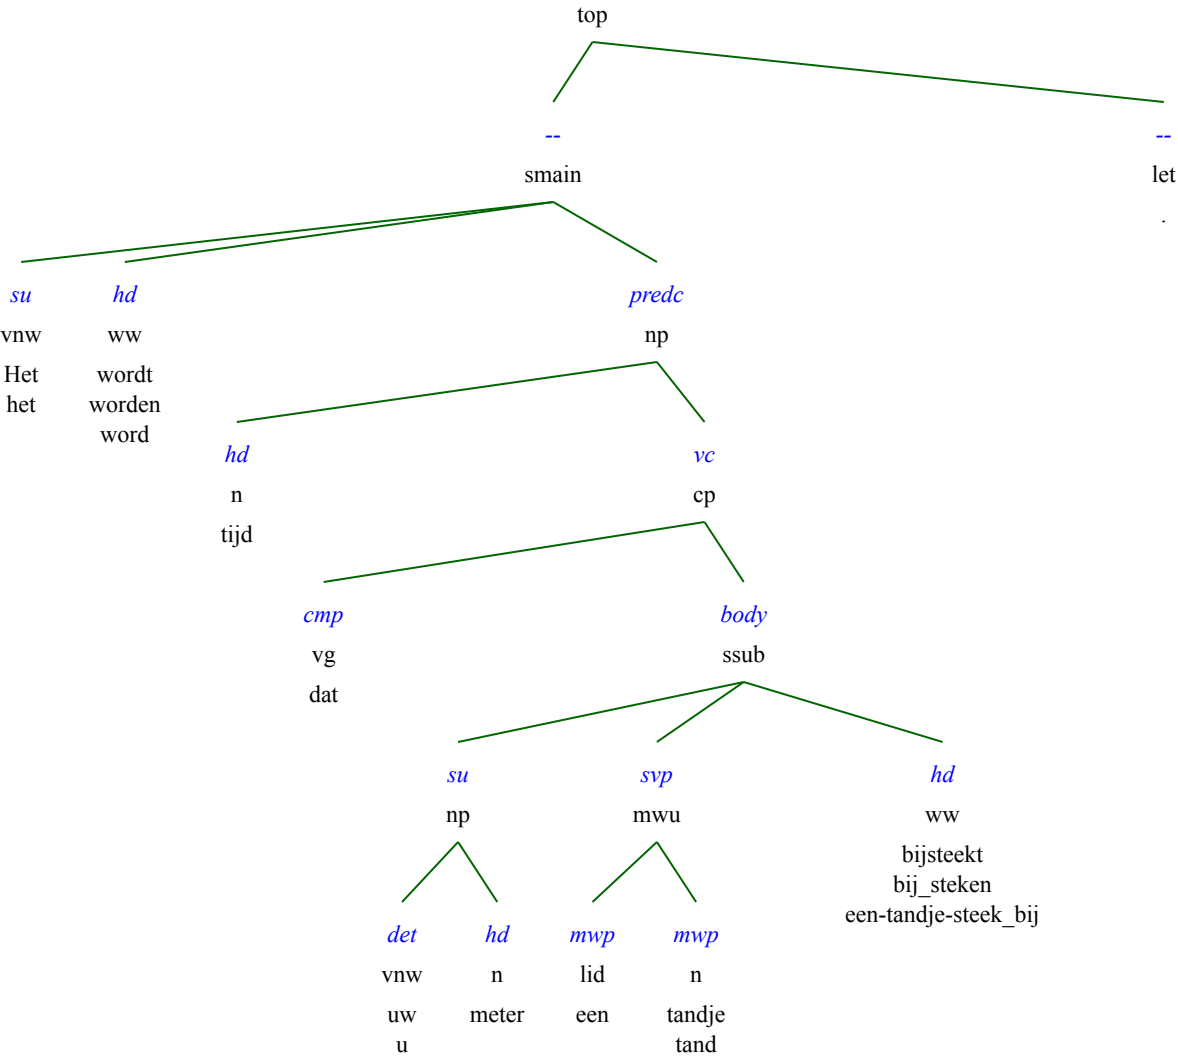 top
-- --
smain let
.
su hd predc
vnw ww np
Het wordt
het worden
word
hd vc
n cp
tijd
cmp body
vg ssub
dat
su svp hd
np mwu ww
bijsteekt
bij_steken
een-tandje-steek_bij
det hd mwp mwp
vnw n lid n
uw meter een tandje
u tand